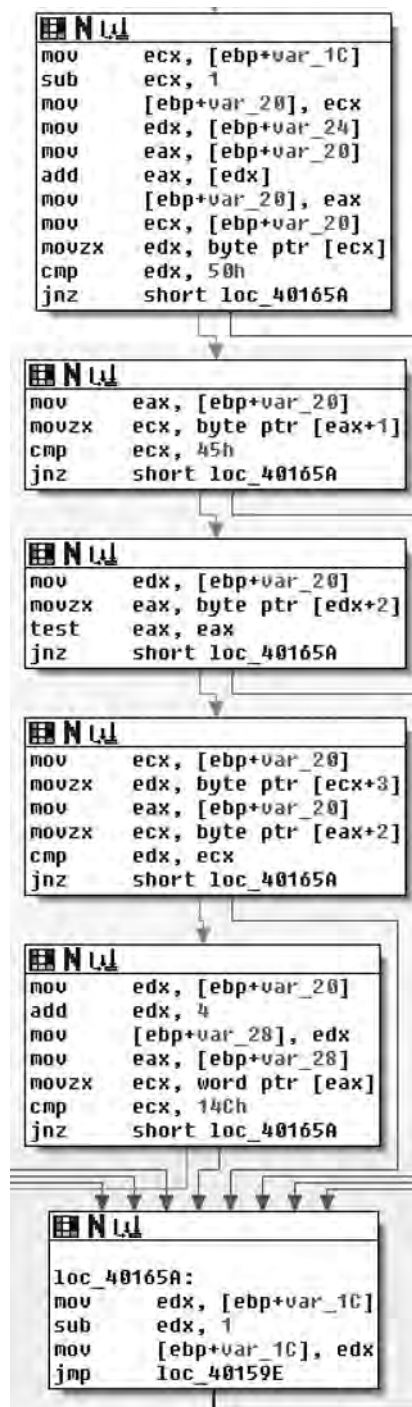 mov ecx, [ebp+var_1C]
sub ecx, 1
mov [ebp+var_20], ecx
mov edx, [ebp+var_24]
mov eax, [ebp+var_20]
add eax, [edx]
mov [ebp+var_20], eax
mov ecx, [ebp+var_20]
movzx edx, byte ptr [ecx]
cmp edx, 50h
jnz short loc_40165A
mov eax, [ebp+var_20]
movzx ecx, byte ptr [eax+1]
cmp ecx, 45h
jnz short loc_40165A
mov edx, [ebp+var_20]
movzx eax, byte ptr [edx+2]
test eax, eax
jnz short loc_40165A
mov ecx, [ebp+var_20]
movzx edx, byte ptr [ecx+3]
mov eax, [ebp+var_20]
movzx ecx, byte ptr [eax+2]
cmp edx, ecx
jnz short loc_40165A
mov edx, [ebp+var_20]
add edx, 4
mov [ebp+var_28], edx
mov eax, [ebp+var_28]
movzx ecx, word ptr [eax]
cmp ecx, 14Ch
jnz short loc_40165A
loc_40165A:
mov edx, [ebp+var_1C]
sub edx, 1
mov [ebp+var_1C], edx
jmp loc_40159E